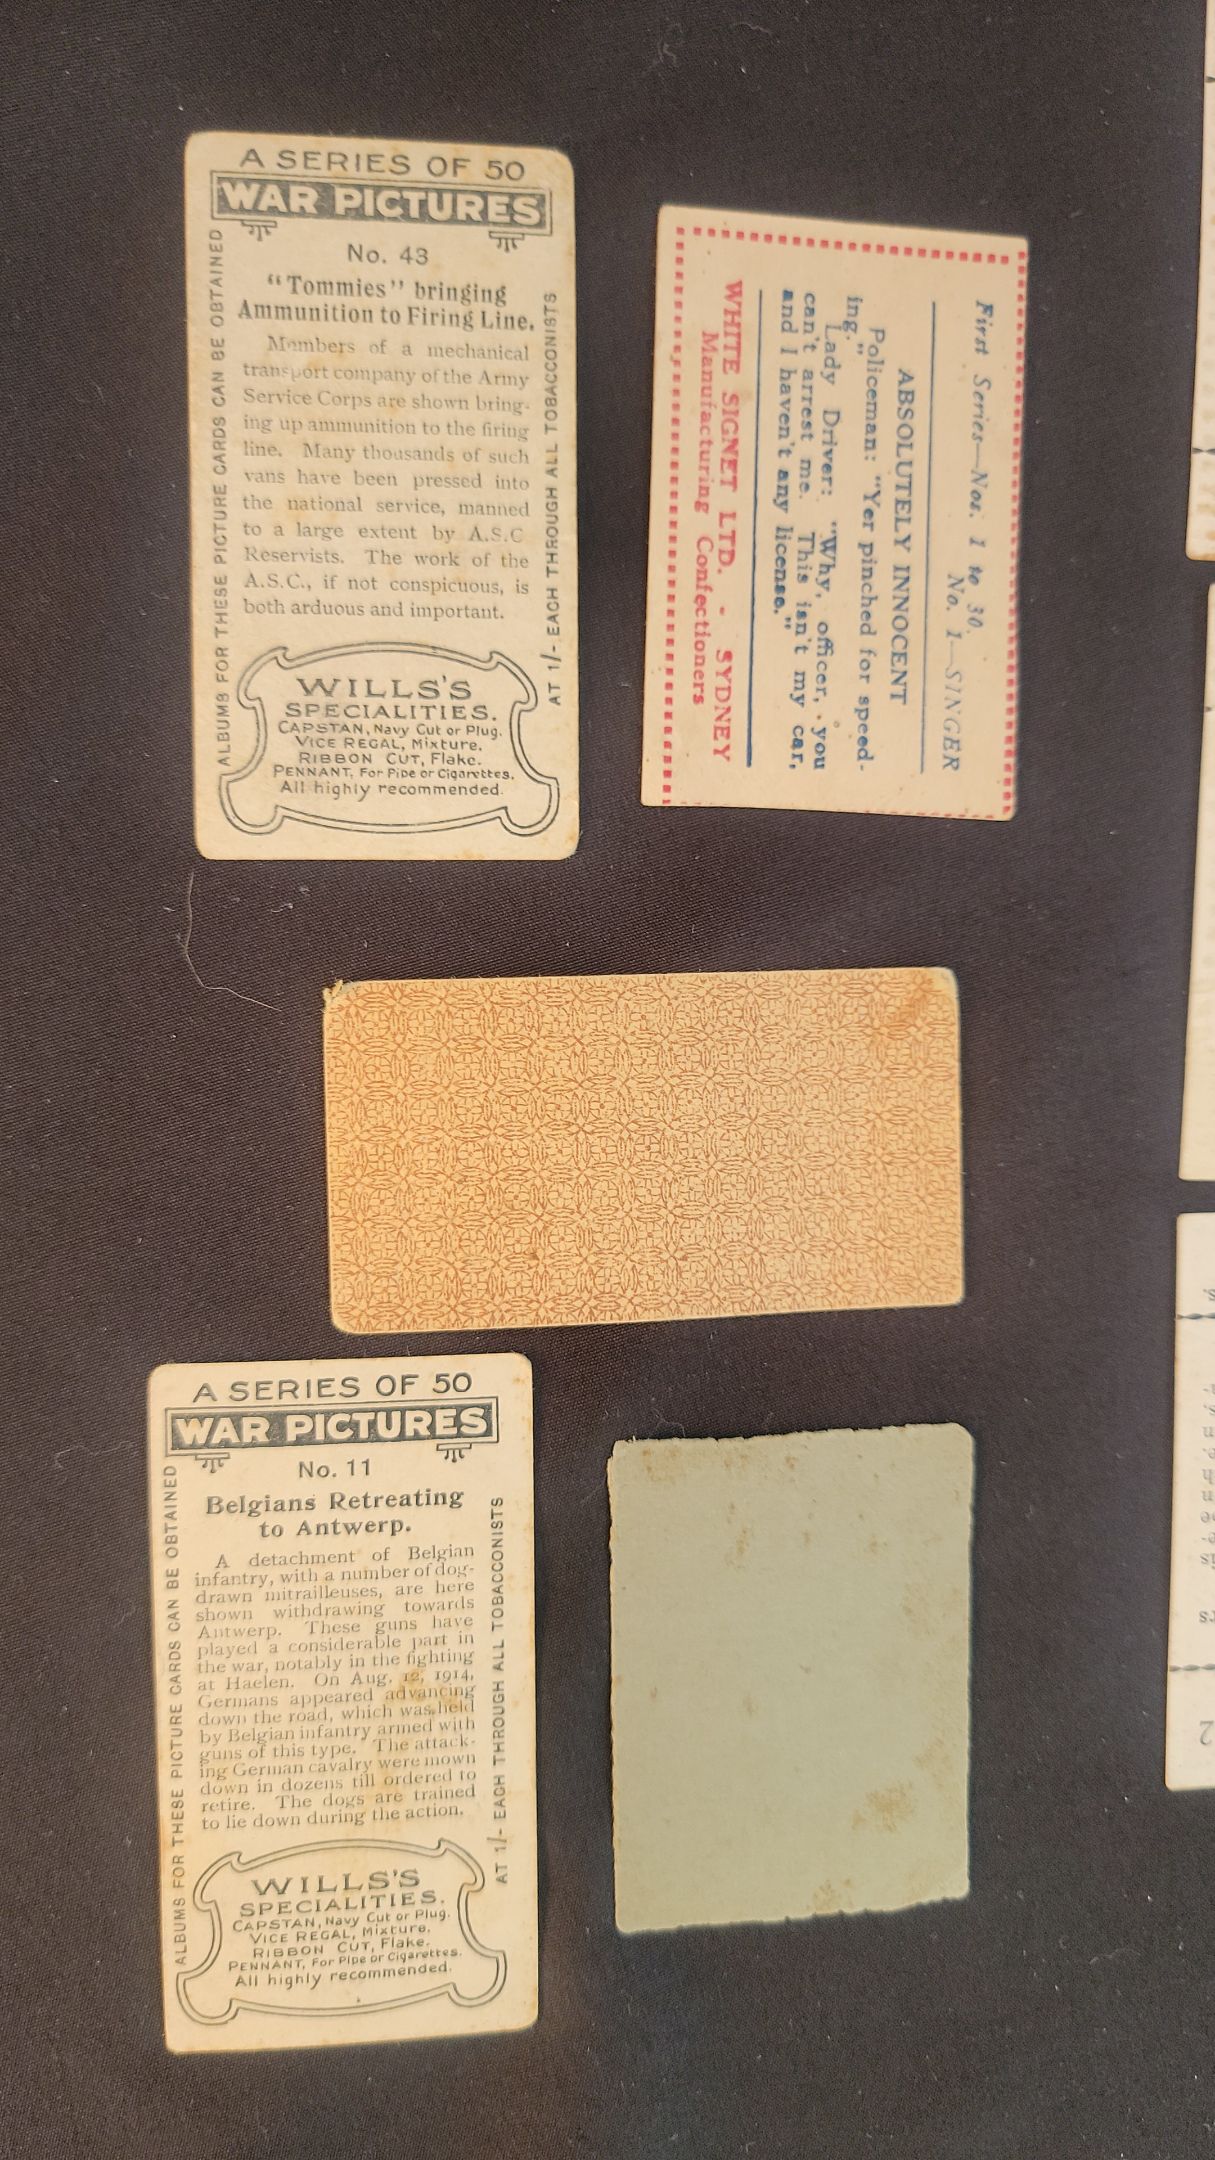 A SERIES OF 50
WAR PICTURES
No. 43
"Tommies" bringing
Ammunition to Firing Line.
Members of a mechanical
transport company of the Army
Service Corps are shown bring-
ing up ammunition to the firing
line. Many thousands of such
vans have been pressed into
the national service, manned
to a large extent by A.S.C
Reservists. The work of the
A.S.C., if not conspicuous, is
both arduous and important.
WILLS'S
SPECIALITIES.
CAPSTAN, Navy Cut or Plug.
VICE REGAL, Mixture.
RIBBON CUT, Flake.
PENNANT, For Pipe or Cigarettes.
All highly recommended.
ALBUMS FOR THESE PICTURE CARDS CAN BE OBTAINED
AT 1/- EACH THROUGH ALL TOBACCONISTS
First Series—Nos. 1 to 30.
No. 1—SINGER
ABSOLUTELY INNOCENT
Policeman: "Yer pinched for speed-
ing."
Lady Driver: "Why, officer, you
can't arrest me. This isn't my car,
and I haven't any license."
WHITE SIGNET LTD. - SYDNEY
Manufacturing Confectioners
A SERIES OF 50
WAR PICTURES
No. 11
Belgians Retreating
to Antwerp.
A detachment of Belgian
infantry, with a number of dog-
drawn mitrailleuses, are here
shown withdrawing towards
Antwerp. These guns have
played a considerable part in
the war, notably in the fighting
at Haelen. On Aug. 12, 1914,
Germans appeared advancing
down the road, which was held
by Belgian infantry armed with
guns of this type. The attack-
ing German cavalry were mown
down in dozens till ordered to
retire. The dogs are trained
to lie down during the action.
WILLS'S
SPECIALITIES.
CAPSTAN, Navy Cut or Plug.
VICE REGAL, Mixture.
RIBBON CUT, Flake.
PENNANT, For Pipe or Cigarettes.
All highly recommended.
ALBUMS FOR THESE PICTURE CARDS CAN BE OBTAINED
AT 1/- EACH THROUGH ALL TOBACCONISTS